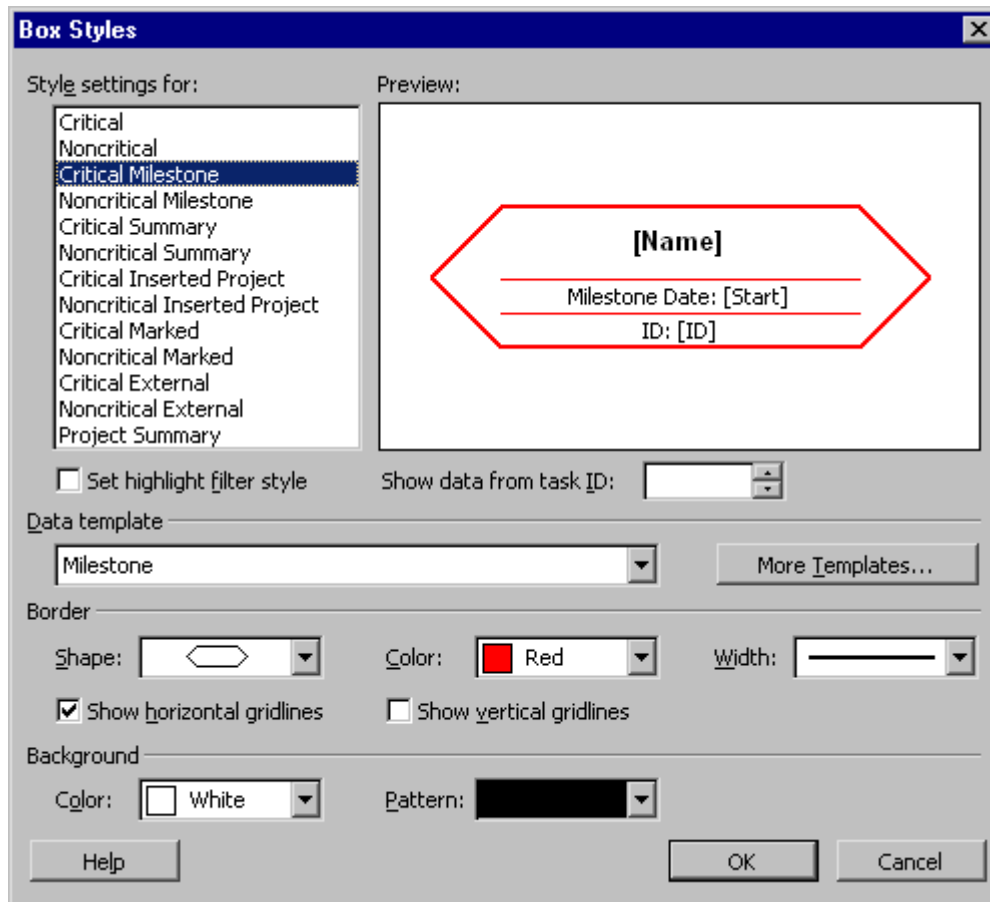 Box Styles
Style settings for:
Critical
Noncritical
Critical Milestone
Noncritical Milestone
Critical Summary
Noncritical Summary
Critical Inserted Project
Noncritical Inserted Project
Critical Marked
Noncritical Marked
Critical External
Noncritical External
Project Summary
Preview:
[Name]
Milestone Date: [Start]
ID: [ID]
Set highlight filter style
Show data from task ID:
Data template
Milestone
More Templates...
Border
Shape:
Color: Red
Width:
Show horizontal gridlines
Show vertical gridlines
Background
Color: White
Pattern:
Help
OK
Cancel